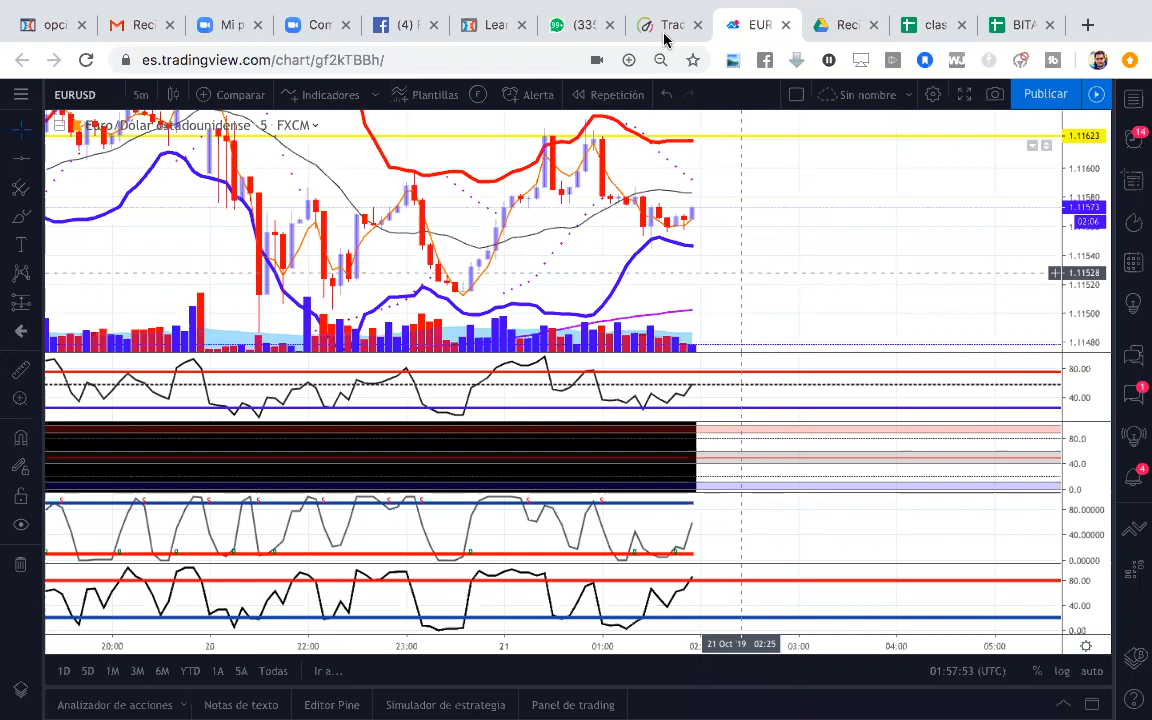 opci
Reci
Mi p
Com
(4) F
Lear
99+
(335
Trac
EUR
Reci
clas
BITA
es.tradingview.com/chart/gf2kTBBh/
EURUSD
5m
Comparar
Indicadores
Plantillas
Alerta
Repetición
Sin nombre
Publicar
Euro/Dólar Estadounidense · 5 · FXCM
1.11623
1.11600
1.11580
1.11573
02:06
1.11528
1.11520
1.11500
1.11480
80.00
40.00
80.0
40.0
0.0
S S S S S S S S S
80.00000
40.00000
0.00000
80.00
40.00
0.00
20:00 20 22:00 23:00 21 01:00 02: 21 Oct '19 02:25 03:00 04:00 05:00
1D 5D 1M 3M 6M YTD 1A 5A Todas Ir a...
01:57:53 (UTC) % log auto
Analizador de acciones Notas de texto Editor Pine Simulador de estrategia Panel de trading
14
1
4